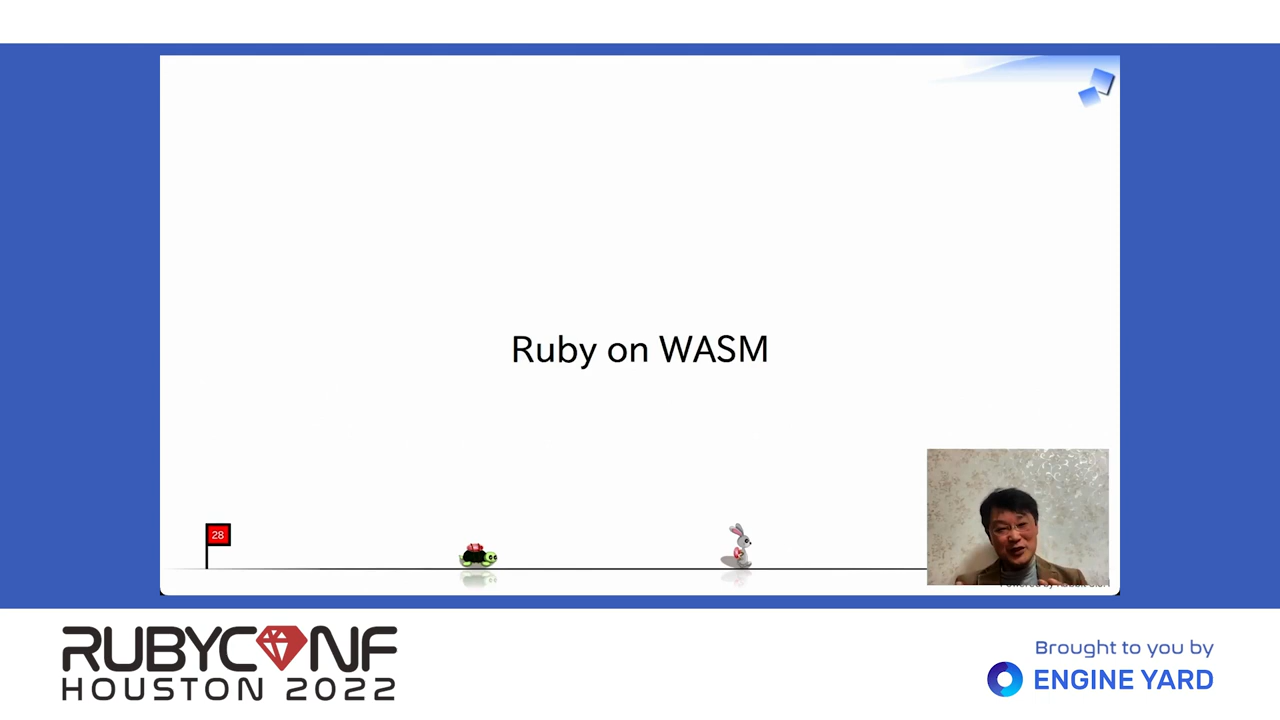 Ruby on WASM
28
RUBYCONF
HOUSTON 2022
Brought to you by
ENGINE YARD